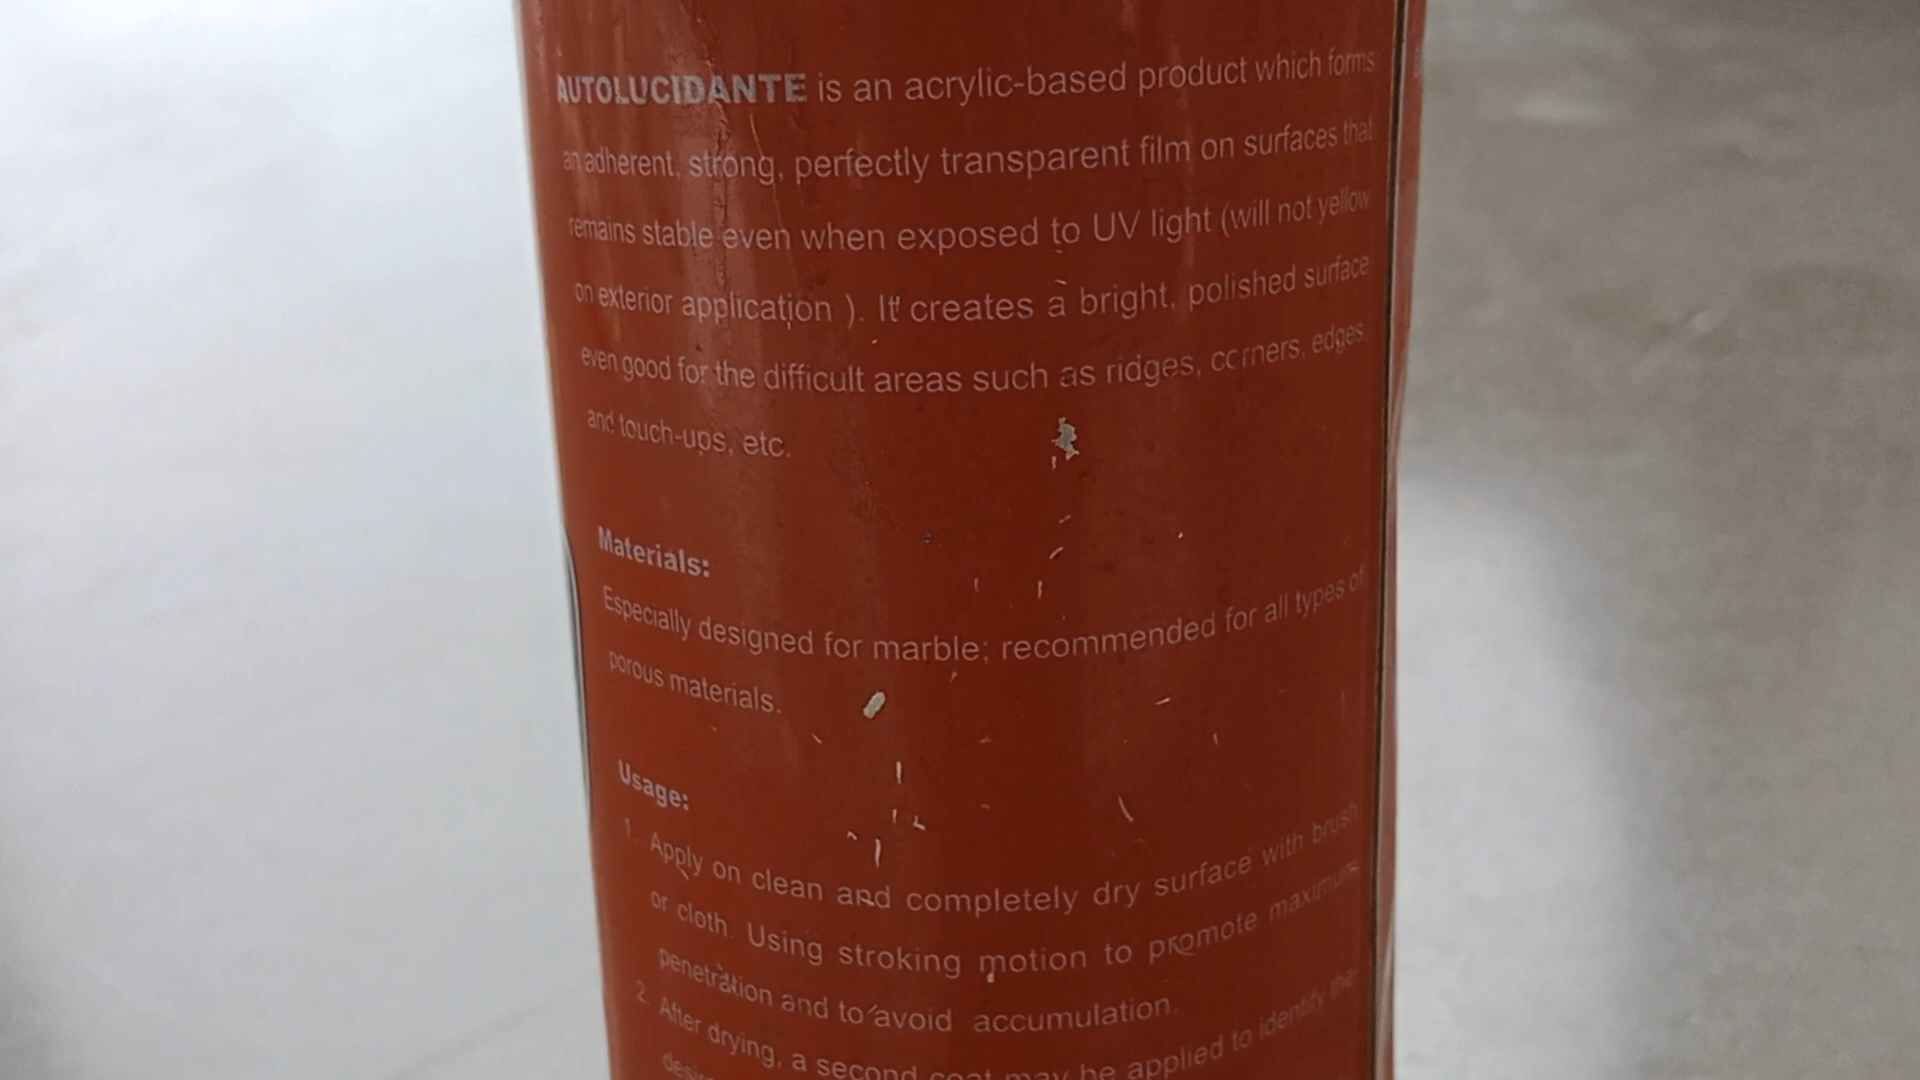 AUTOLUCIDANTE is an acrylic-based product which forms
an adherent, strong, perfectly transparent film on surfaces that
remains stable even when exposed to UV light (will not yellow
on exterior application ). It creates a bright, polished surface
even good for the difficult areas such as ridges, corners, edges,
and touch-ups, etc.
Materials:
Especially designed for marble; recommended for all types of
porous materials.
Usage:
1. Apply on clean and completely dry surface with brush
or cloth. Using stroking motion to promote maximum
penetration and to avoid accumulation.
2. After drying, a second coat may be applied to identify the